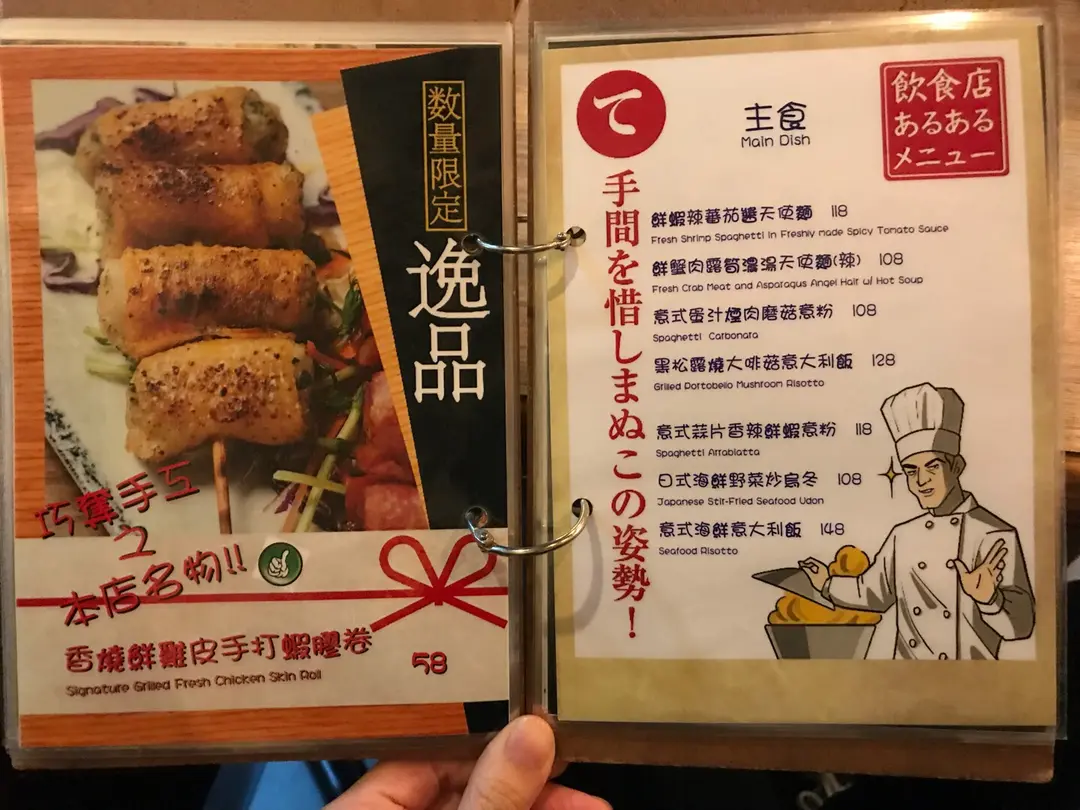 数量限定
逸品
巧奪手工
之
本店名物!!
香燒鮮雞皮手打蝦膠卷 58
Signature Grilled Fresh Chicken Skin Roll
て
主食
Main Dish
飲食店
あるある
メニュー
手間を惜しまぬこの姿勢!
鮮蝦辣蕃茄醬天使麵 118
Fresh Shrimp Spaghetti in Freshly made Spicy Tomato Sauce
鮮蟹肉露筍濃湯天使麵(辣) 108
Fresh Crab Meat and Asparagus Angel Hair w/ Hot Soup
意式蛋汁煙肉磨菇意粉 108
Spaghetti Carbonara
黑松露燒大啡菇意大利飯 128
Grilled Portobello Mushroom Risotto
意式蒜片香辣鮮蝦意粉 118
Spaghetti Arrabiatta
日式海鮮野菜炒烏冬 108
Japanese Stir-Fried Seafood Udon
意式海鮮意大利飯 148
Seafood Risotto